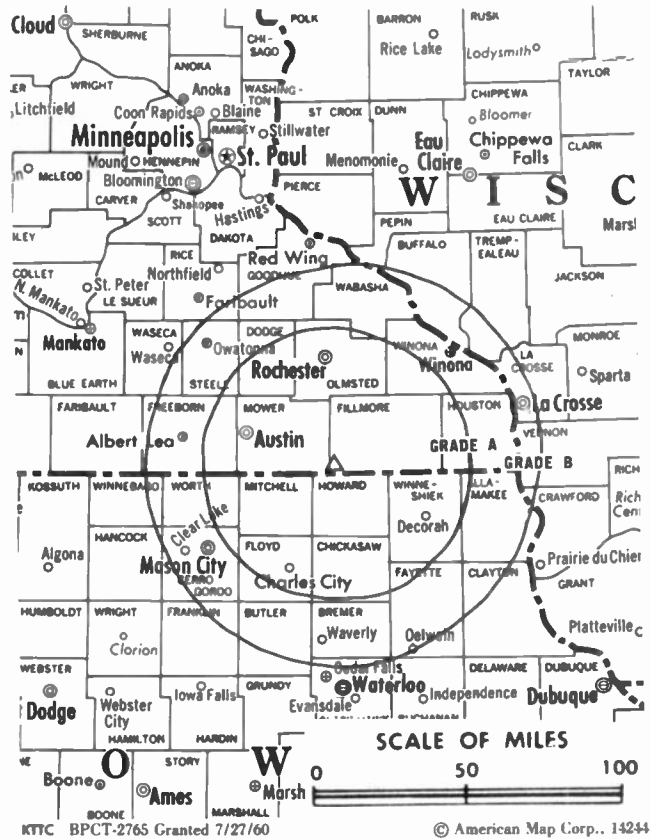 Cloud
SHERBURNE
POLK
CHI-
SAGO
BARRON
Rice Lake
RUSK
Ladysmith
TAYLOR
WRIGHT
ANOKA
Anoka
WASHING-
TON
ST CROIX
DUNN
CHIPPEWA
Bloomer
Litchfield
Coon Rapids
Blaine
RAMSEY
Stillwater
Minneapolis
St. Paul
Eau
Claire
Chippewa
Falls
CLARK
Menomonie
Mound
HENNEPIN
McLEOD
Bloomington
PIERCE
W I S C
CARVER
Shakopee
Hastings
SCOTT
DAKOTA
PEPIN
EAU CLAIRE
BUFFALO
TREMP-
EALEAU
RICE
Red Wing
GOODHUE
COLLET
Northfield
WABASHA
JACKSON
St. Peter
N. Mankato
LE SUEUR
Faribault
Mankato
WASECA
Waseca
DODGE
Owatonna
WINONA
Winona
MONROE
LA
CROSSE
Rochester
Sparta
BLUE EARTH
STEELE
OLMSTED
FARIBAULT
FREEBORN
MOWER
FILLMORE
HOUSTON
La Crosse
VERNON
Albert Lea
Austin
GRADE A
GRADE B
RICH
KOSSUTH
WINNEBAGO
WORTH
MITCHELL
HOWARD
WINNE-
SHIEK
ALLA-
MAKEE
CRAWFORD
Decorah
HANCOCK
Clear Lake
FLOYD
CHICKASAW
Algona
Mason City
CERRO
GORDO
Charles City
Prairie du Chien
FAYETTE
CLAYTON
GRANT
HUMBOLDT
WRIGHT
FRANKLIN
BUTLER
BREMER
Clarion
Waverly
Oelwein
Platteville
WEBSTER
Cedar Falls
DELAWARE
DUBUQUE
GRUNDY
Waterloo
Dodge
Webster
City
Iowa Falls
Evansdale
Independence
Dubuque
BUCHANAN
HAMILTON
HARDIN
SCALE OF MILES
O W
STORY
0 50 100
Boone
Ames
Marsh
BOONE
MARSHALL
KTTC BPCT-2765 Granted 7/27/60
© American Map Corp., 14244